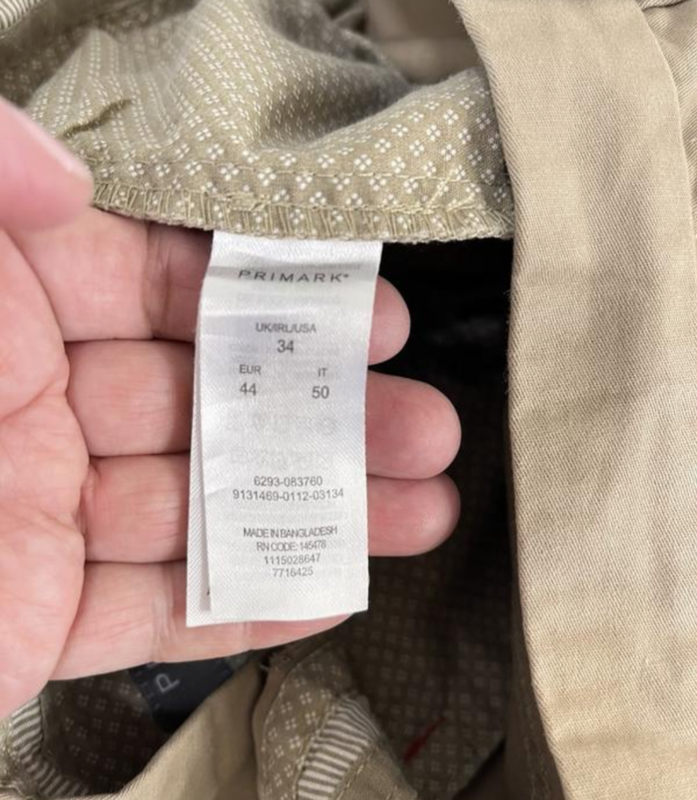 PRIMARK®
UK/IRL/USA
34
EUR IT
44 50
6293-083760
9131469-0112-03134
MADE IN BANGLADESH
RN CODE: 145478
1115028647
7716425
P